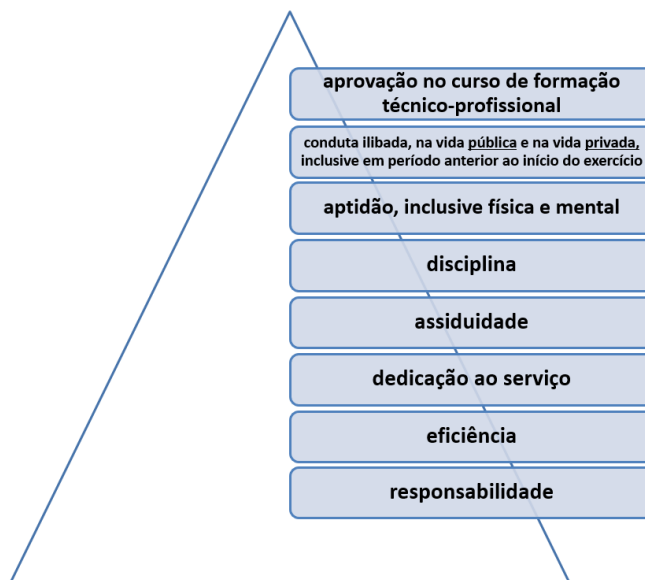 aprovação no curso de formação
técnico-profissional
conduta ilibada, na vida pública e na vida privada,
inclusive em período anterior ao início do exercício
aptidão, inclusive física e mental
disciplina
assiduidade
dedicação ao serviço
eficiência
responsabilidade